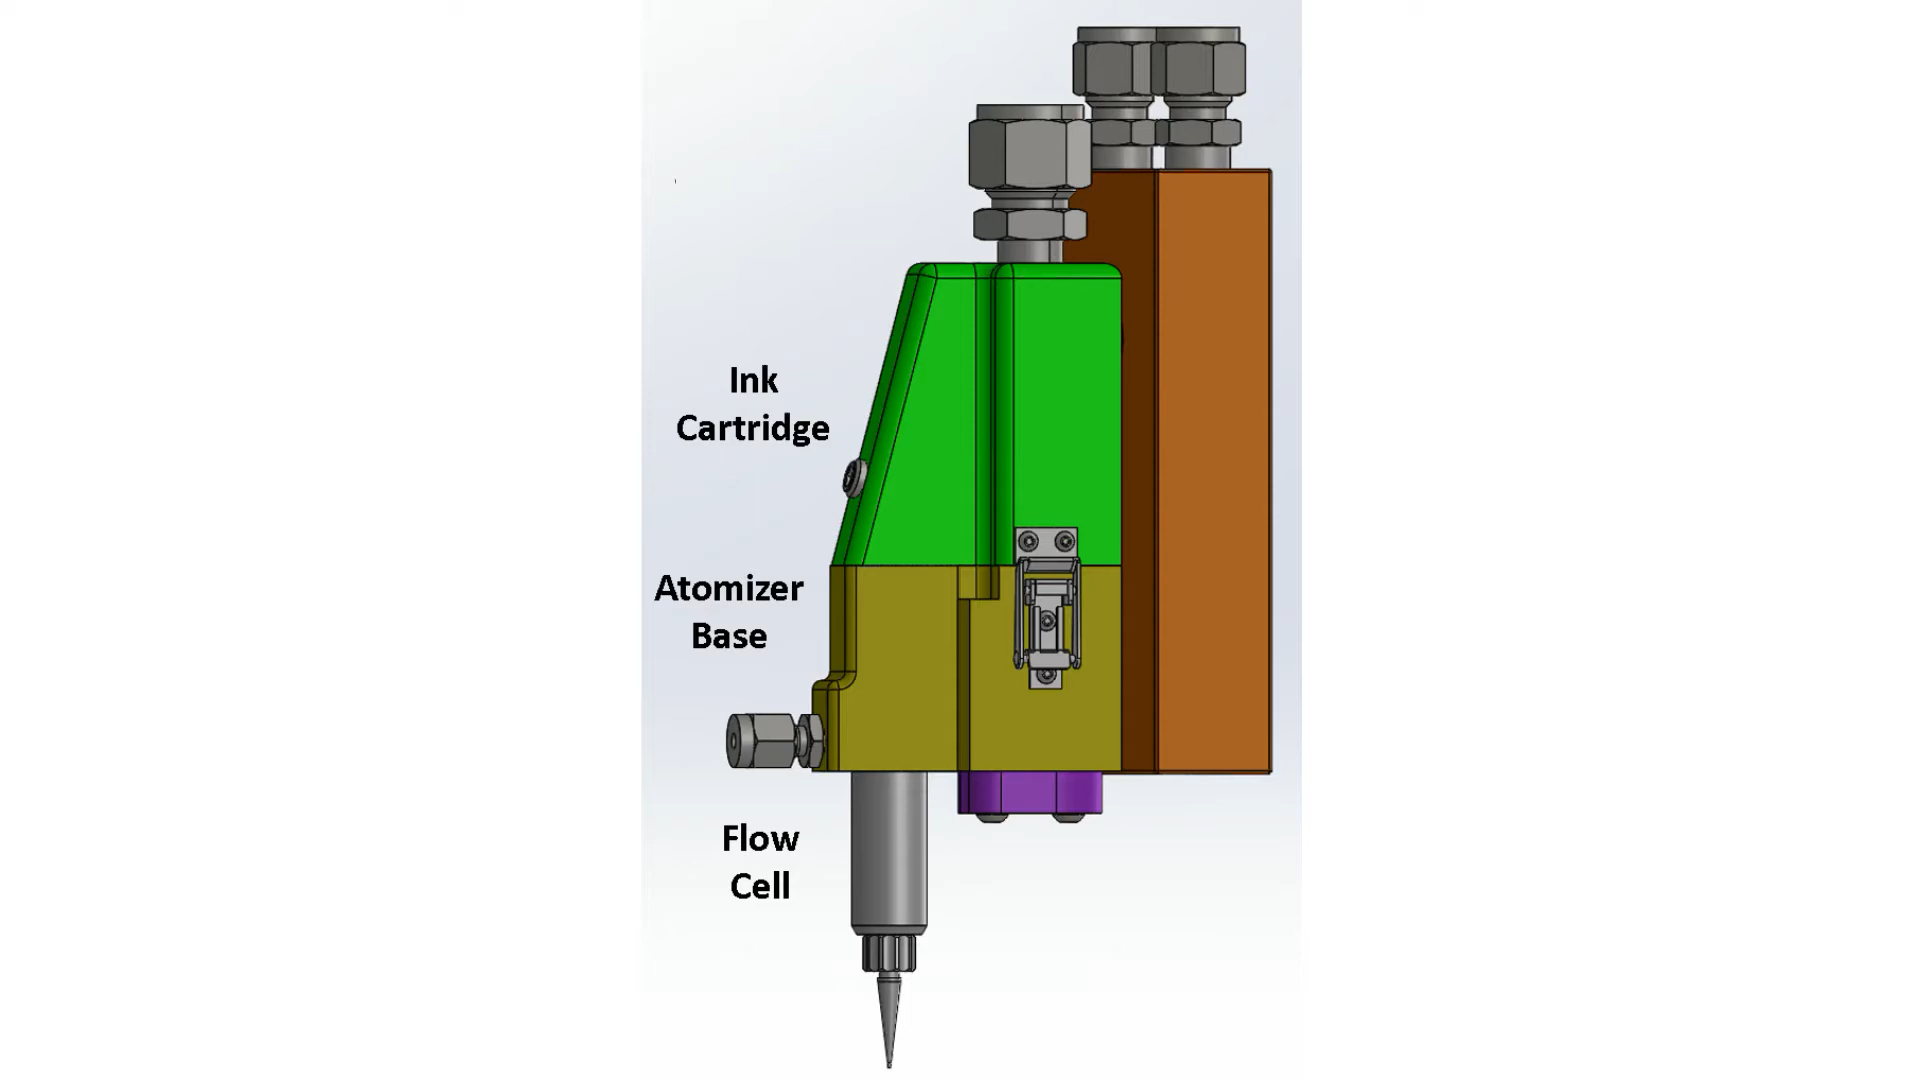 Ink
Cartridge
Atomizer
Base
Flow
Cell